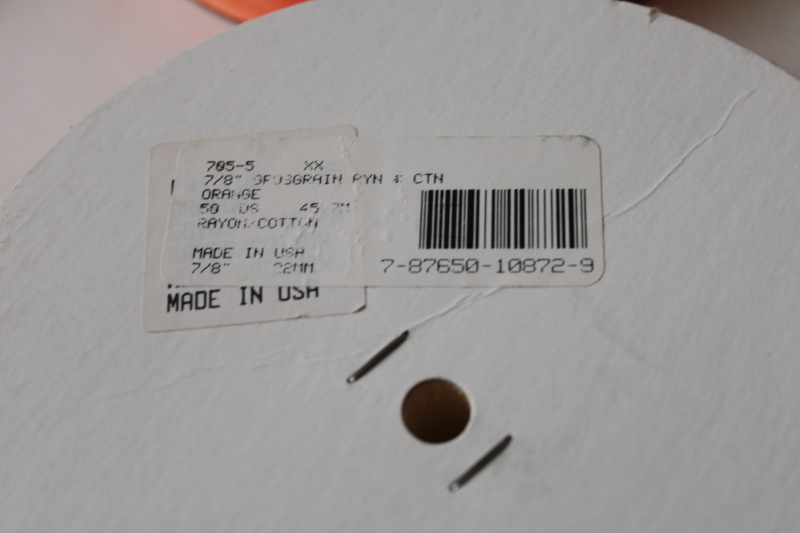 705-5 XX
7/8" GROSGRAIN RYN & CTN
ORANGE
50 45.7M
RAYON/COTTON
MADE IN USA
7/8" 22MM
7-87650-10872-9
MADE IN USA